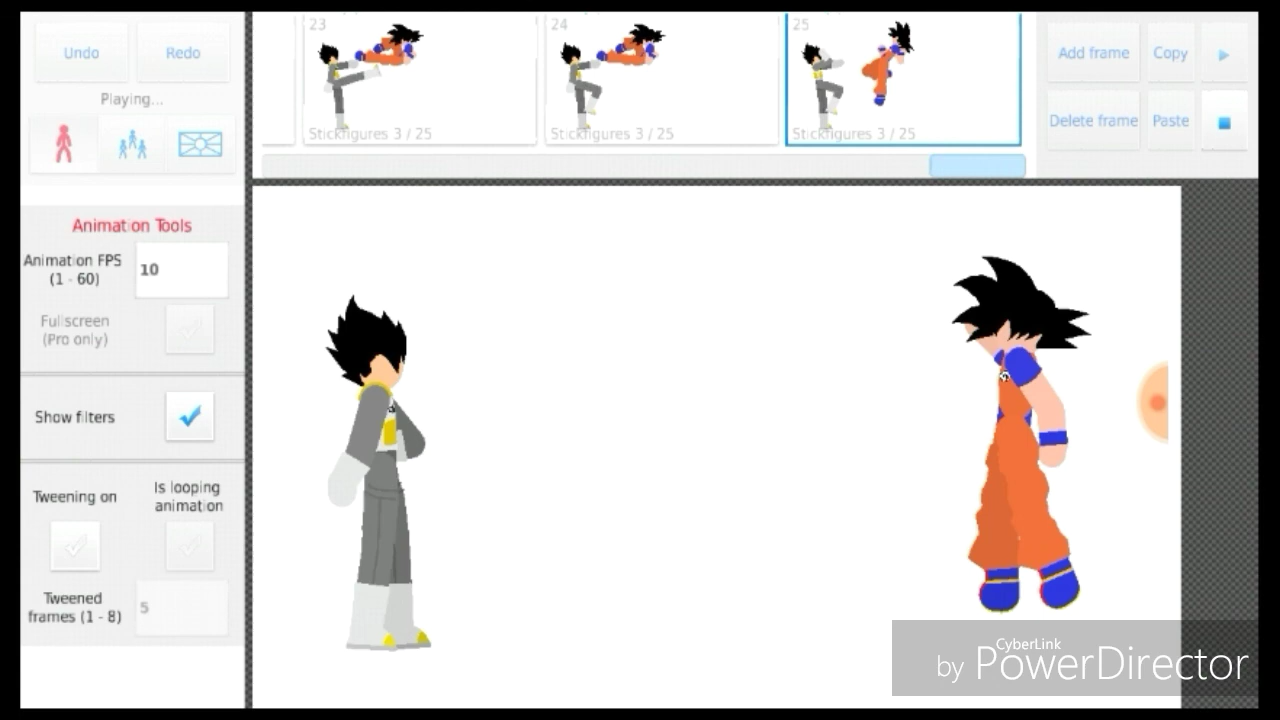 Undo
Redo
Playing...
23
Stickfigures 3 / 25
24
Stickfigures 3 / 25
25
Stickfigures 3 / 25
Add frame
Copy
Delete frame
Paste
Animation Tools
Animation FPS
(1 - 60)
10
Fullscreen
(Pro only)
Show filters
Tweening on
Is looping
animation
Tweened
frames (1 - 8)
5
CyberLink
by PowerDirector